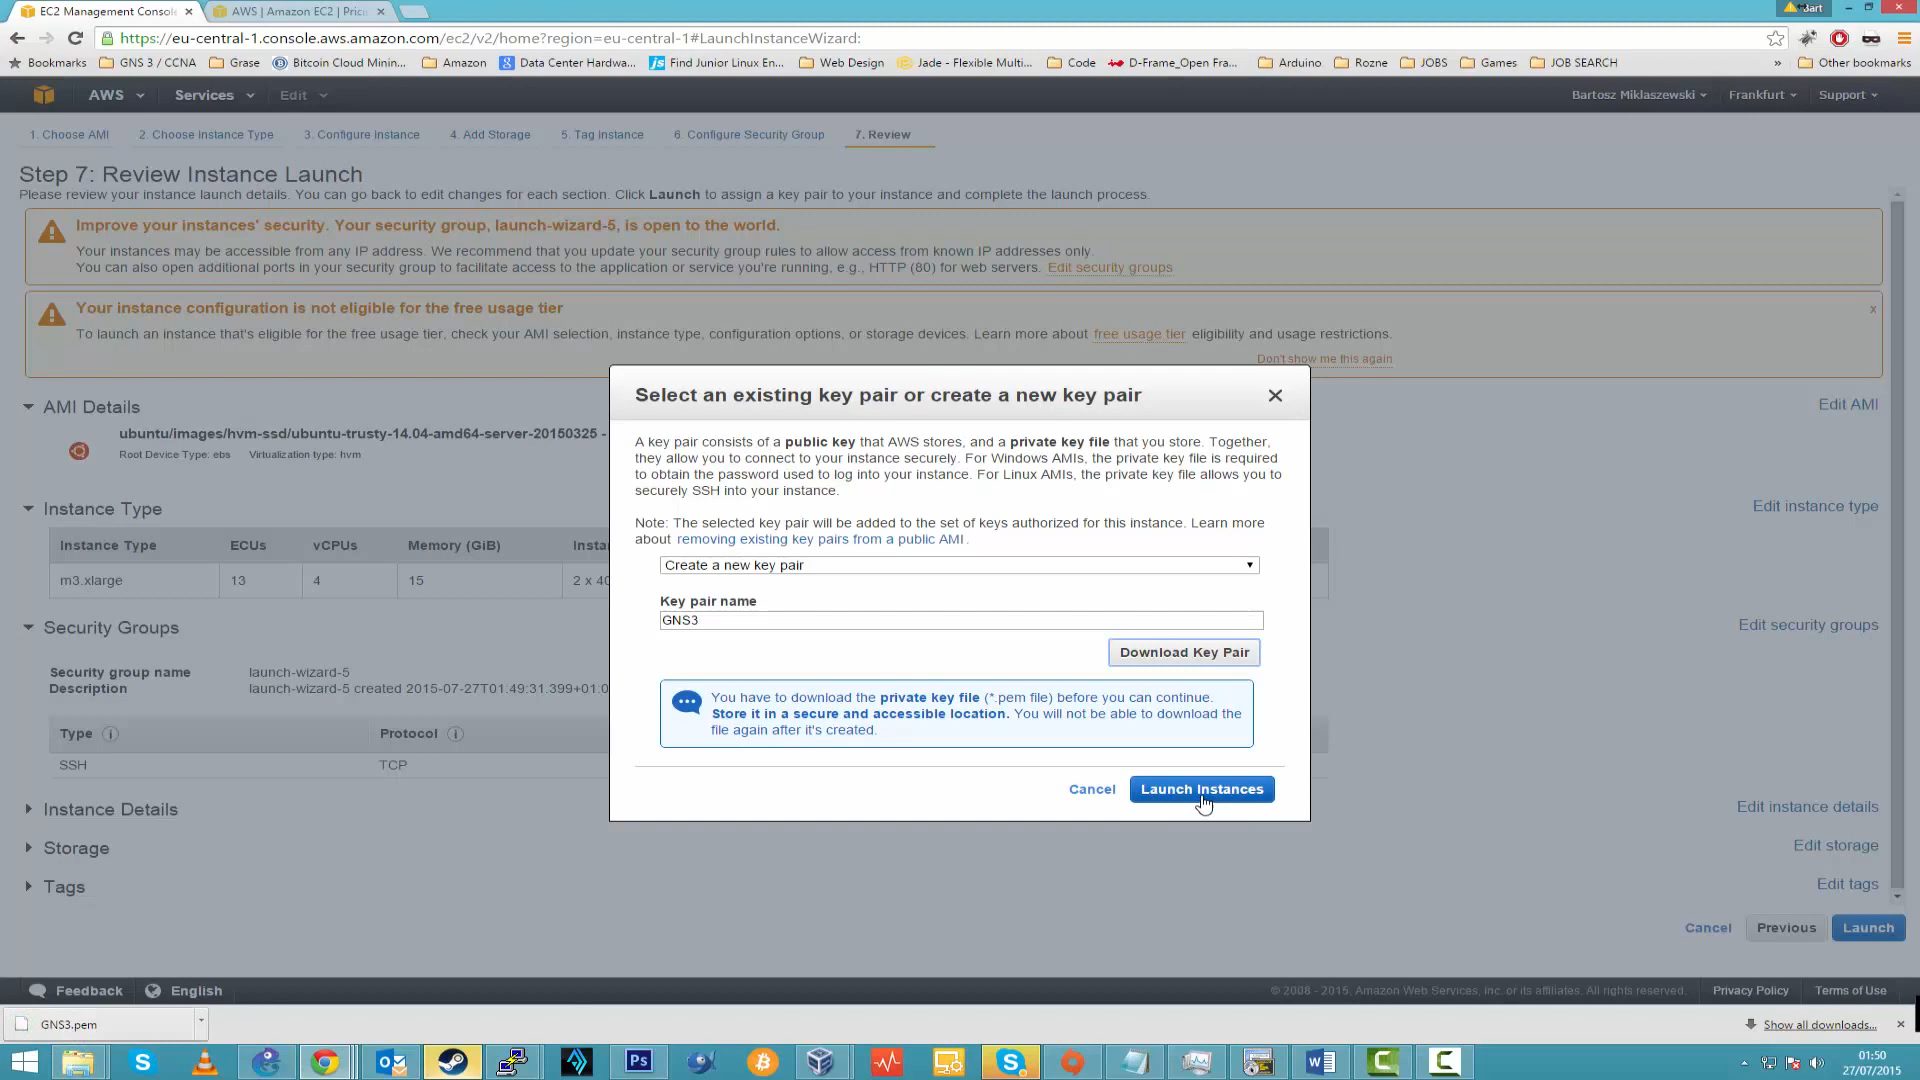 EC2 Management Consol
AWS | Amazon EC2 | Pric
Bart
https://eu-central-1.console.aws.amazon.com/ec2/v2/home?region=eu-central-1#LaunchInstanceWizard:
Bookmarks
GNS 3 / CCNA
Grase
Bitcoin Cloud Minin...
Amazon
Data Center Hardwa...
Find Junior Linux En...
Web Design
Jade - Flexible Multi...
Code
D-Frame_Open Fra...
Arduino
Rozne
JOBS
Games
JOB SEARCH
»
Other bookmarks
AWS
Services
Edit
Bartosz Miklaszewski
Frankfurt
Support
1. Choose AMI
2. Choose Instance Type
3. Configure Instance
4. Add Storage
5. Tag Instance
6. Configure Security Group
7. Review
Step 7: Review Instance Launch
Please review your instance launch details. You can go back to edit changes for each section. Click Launch to assign a key pair to your instance and complete the launch process.
Improve your instances' security. Your security group, launch-wizard-5, is open to the world.
Your instances may be accessible from any IP address. We recommend that you update your security group rules to allow access from known IP addresses only.
You can also open additional ports in your security group to facilitate access to the application or service you're running, e.g., HTTP (80) for web servers. Edit security groups
Your instance configuration is not eligible for the free usage tier
x
To launch an instance that's eligible for the free usage tier, check your AMI selection, instance type, configuration options, or storage devices. Learn more about free usage tier eligibility and usage restrictions.
Don't show me this again
AMI Details
Edit AMI
ubuntu/images/hvm-ssd/ubuntu-trusty-14.04-amd64-server-20150325 -
Root Device Type: ebs Virtualization type: hvm
Instance Type
Edit instance type
Instance Type
ECUs
vCPUs
Memory (GiB)
Insta
m3.xlarge
13
4
15
2 x 40
Security Groups
Edit security groups
Security group name
launch-wizard-5
Description
launch-wizard-5 created 2015-07-27T01:49:31.399+01:0
Type
Protocol
SSH
TCP
Instance Details
Edit instance details
Storage
Edit storage
Tags
Edit tags
Cancel
Previous
Launch
Select an existing key pair or create a new key pair
A key pair consists of a public key that AWS stores, and a private key file that you store. Together,
they allow you to connect to your instance securely. For Windows AMIs, the private key file is required
to obtain the password used to log into your instance. For Linux AMIs, the private key file allows you to
securely SSH into your instance.
Note: The selected key pair will be added to the set of keys authorized for this instance. Learn more
about removing existing key pairs from a public AMI.
Create a new key pair
Key pair name
GNS3
Download Key Pair
You have to download the private key file (*.pem file) before you can continue.
Store it in a secure and accessible location. You will not be able to download the
file again after it's created.
Cancel
Launch Instances
Feedback
English
© 2008 - 2015, Amazon Web Services, Inc. or its affiliates. All rights reserved.
Privacy Policy
Terms of Use
GNS3.pem
Show all downloads...
01:50
27/07/2015